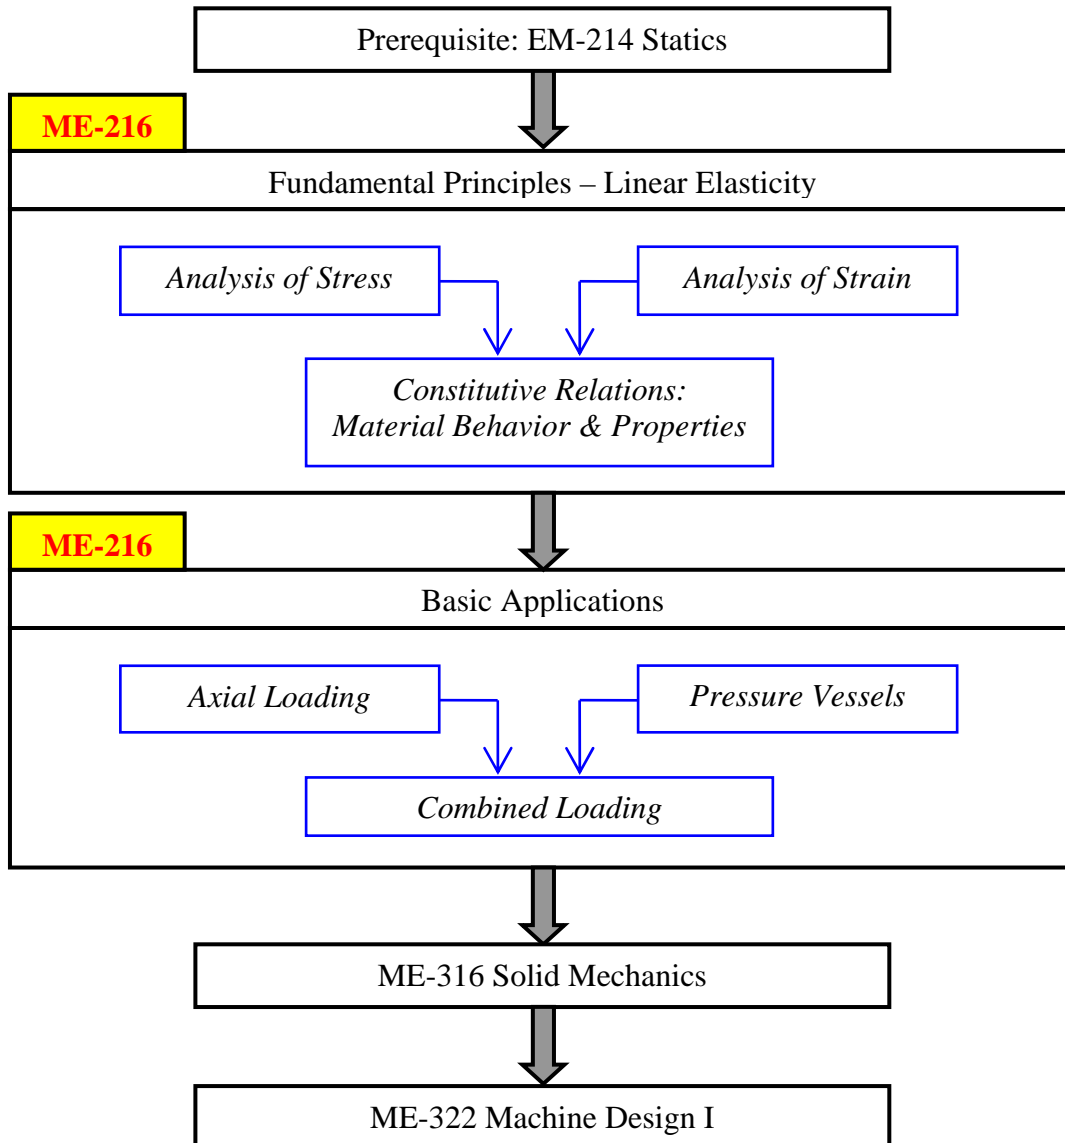 Prerequisite: EM-214 Statics
ME-216
Fundamental Principles – Linear Elasticity
Analysis of Stress
Analysis of Strain
Constitutive Relations:
Material Behavior & Properties
ME-216
Basic Applications
Axial Loading
Pressure Vessels
Combined Loading
ME-316 Solid Mechanics
ME-322 Machine Design I